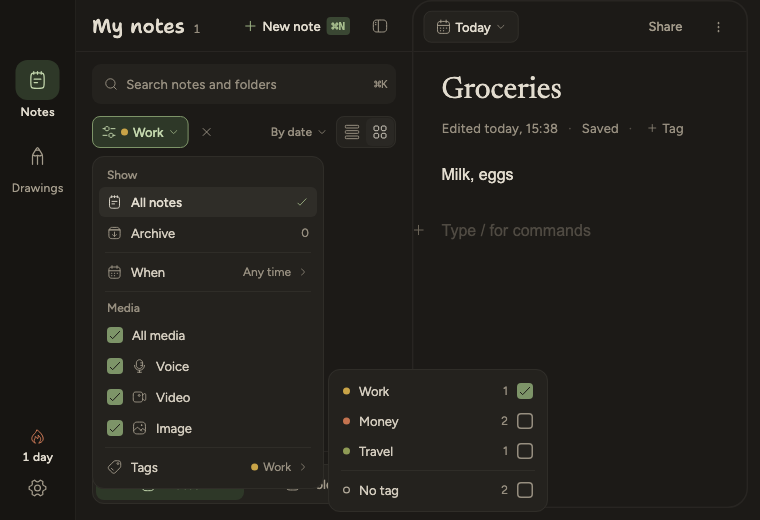 My notes 1
+ New note ⌘N
Today
Share
Search notes and folders ⌘K
Notes
Work
By date
Drawings
Show
All notes
Archive 0
When Any time
Media
All media
Voice
Video
Image
Tags Work
1 day
Groceries
Edited today, 15:38 · Saved · + Tag
Milk, eggs
+ Type / for commands
Work 1
Money 2
Travel 1
No tag 2